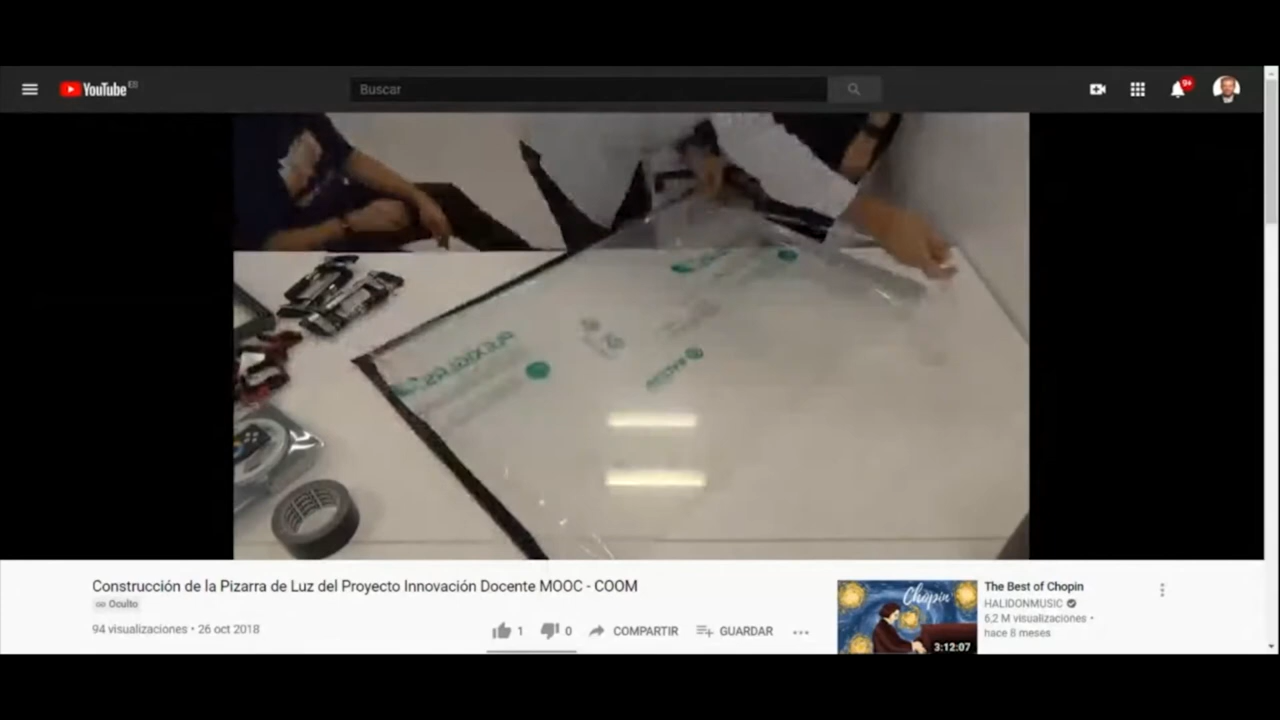 YouTube ES
Buscar
9+
PLEXIGLAS
Construcción de la Pizarra de Luz del Proyecto Innovación Docente MOOC - COOM
Oculto
94 visualizaciones • 26 oct 2018
1
0
COMPARTIR
GUARDAR
Chopin
3:12:07
The Best of Chopin
HALIDONMUSIC
6,2 M visualizaciones •
hace 8 meses